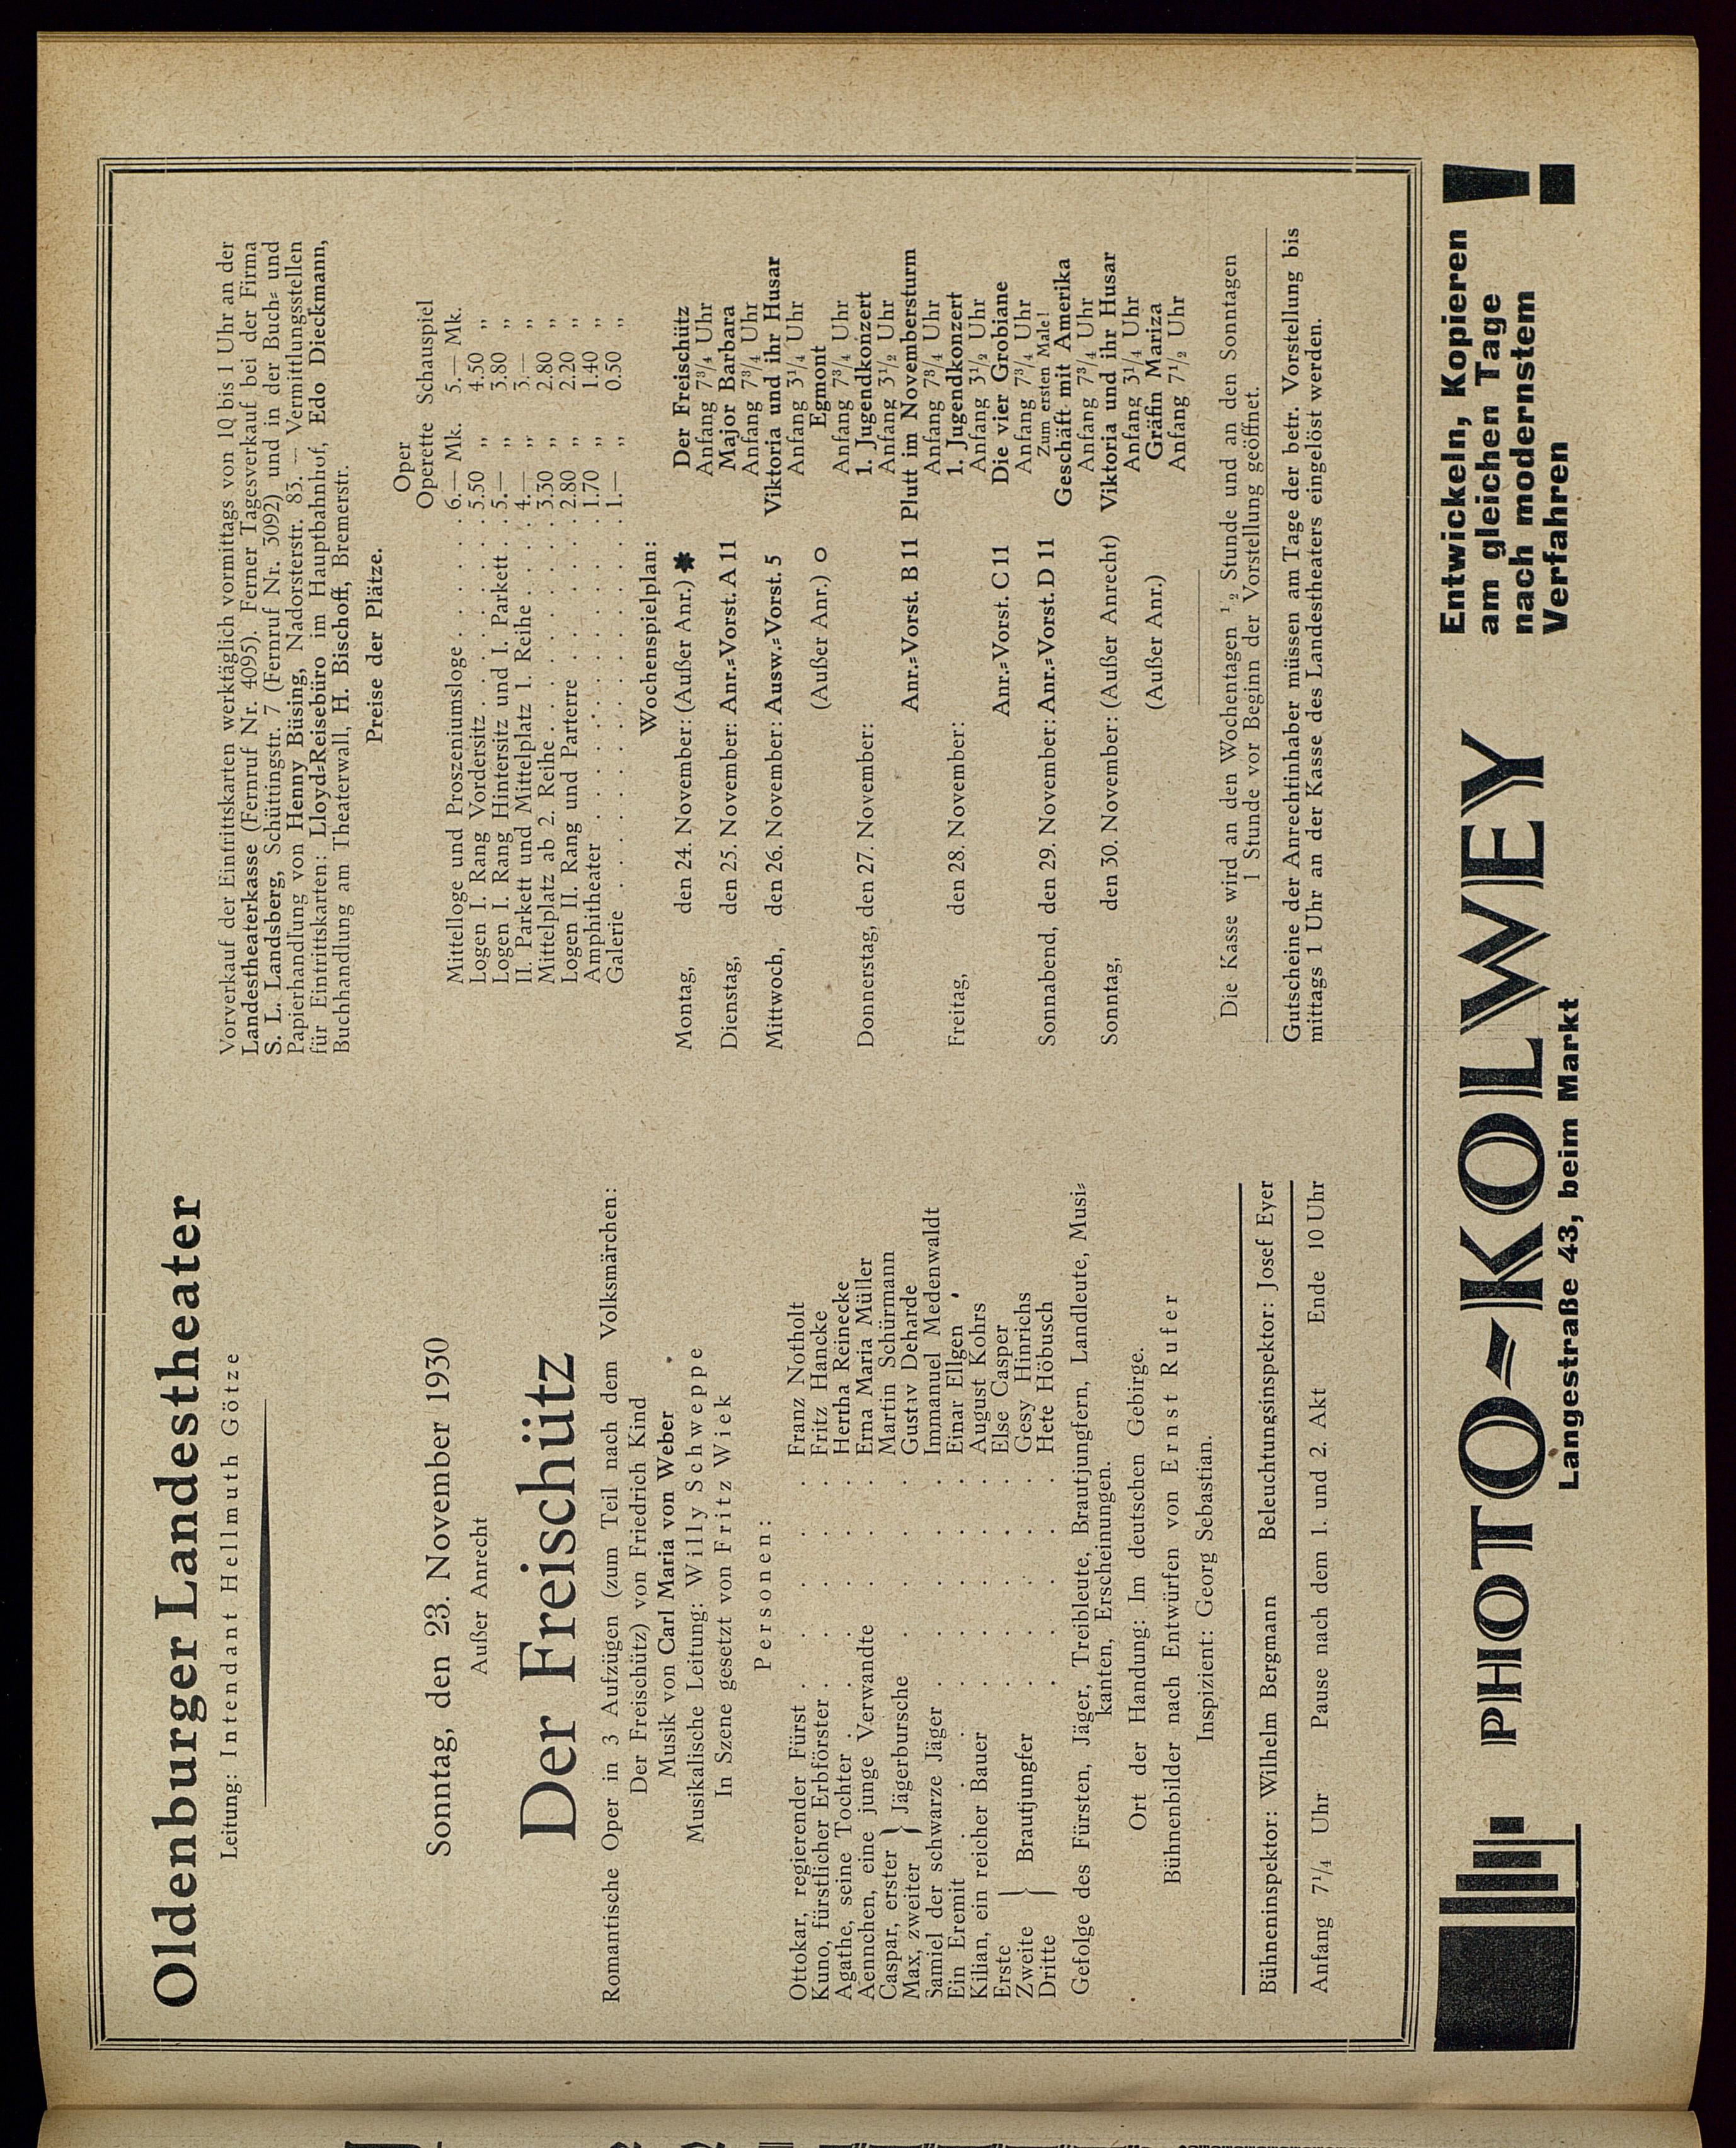 Oldenburger Landestheater
Leitung: Intendant Hellmuth Götze
Sonntag, den 23. November 1930
Außer Anrecht
Der Freischütz
Romantische Oper in 3 Aufzügen (zum Teil nach dem Volksmärchen:
Der Freischütz) von Friedrich Kind
Musik von Carl Maria von Weber
Musikalische Leitung: Willy Schweppe
In Szene gesetzt von Fritz Wiek
Personen:
Ottokar, regierender Fürst . . . . . Franz Notholt
Kuno, fürstlicher Erbförster . . . . . Fritz Hancke
Agathe, seine Tochter . . . . . . Hertha Reinecke
Aennchen, eine junge Verwandte . . . . Erna Maria Müller
Caspar, erster } Jägerbursche . . . . Martin Schürmann
Max, zweiter . . . . Gustav Deharde
Samiel der schwarze Jäger . . . . . Immanuel Medenwaldt
Ein Eremit . . . . . . . Einar Ellgen
Kilian, ein reicher Bauer . . . . . August Kohrs
Erste } Brautjungfer . . . . . Else Casper
Zweite . . . . . Gesy Hinrichs
Dritte . . . . . Hete Höbusch
Gefolge des Fürsten, Jäger, Treibleute, Brautjungfern, Landleute, Musi-
kanten, Erscheinungen.
Ort der Handung: Im deutschen Gebirge.
Bühnenbilder nach Entwürfen von Ernst Rufer
Inspizient: Georg Sebastian.
Bühneninspektor: Wilhelm Bergmann Beleuchtungsinspektor: Josef Eyer
Anfang 7¼ Uhr Pause nach dem 1. und 2. Akt Ende 10 Uhr
Vorverkauf der Eintrittskarten werktäglich vormittags von 10 bis 1 Uhr an der
Landestheaterkasse (Fernruf Nr. 4095). Ferner Tagesverkauf bei der Firma
S. L. Landsberg, Schüttingstr. 7 (Fernruf Nr. 3092) und in der Buch- und
Papierhandlung von Henny Büsing, Nadorsterstr. 83. — Vermittlungsstellen
für Eintrittskarten: Lloyd-Reisebüro im Hauptbahnhof, Edo Dieckmann,
Buchhandlung am Theaterwall, H. Bischoff, Bremerstr.
Preise der Plätze.
Oper
Operette Schauspiel
Mittelloge und Proszeniumsloge . . . . . . 6.— Mk. 5.— Mk.
Logen I. Rang Vordersitz . . . . . . . 5.50 „ 4.50 „
Logen I. Rang Hintersitz und I. Parkett . . 5.— „ 3.80 „
II. Parkett und Mittelplatz 1. Reihe . . . . 4.— „ 3.— „
Mittelplatz ab 2. Reihe . . . . . . . . 3.30 „ 2.80 „
Logen II. Rang und Parterre . . . . . . 2.80 „ 2.20 „
Amphitheater . . . . . . . . . . 1.70 „ 1.40 „
Galerie . . . . . . . . . . . . 1.— „ 0.50 „
Wochenspielplan:
Montag, den 24. November: (Außer Anr.) ✱ Der Freischütz
Anfang 7¾ Uhr
Dienstag, den 25. November: Anr.-Vorst. A 11 Major Barbara
Anfang 7¾ Uhr
Mittwoch, den 26. November: Ausw.-Vorst. 5 Viktoria und ihr Husar
Anfang 3¼ Uhr
(Außer Anr.) O Egmont
Anfang 7¾ Uhr
Donnerstag, den 27. November: 1. Jugendkonzert
Anfang 3½ Uhr
Anr.-Vorst. B 11 Plutt im Novembersturm
Anfang 7¾ Uhr
Freitag, den 28. November: 1. Jugendkonzert
Anfang 3½ Uhr
Anr.-Vorst. C 11 Die vier Grobiane
Anfang 7¾ Uhr
Zum ersten Male!
Sonnabend, den 29. November: Anr.-Vorst. D 11 Geschäft mit Amerika
Anfang 7¾ Uhr
Sonntag, den 30. November: (Außer Anrecht) Viktoria und ihr Husar
Anfang 3¼ Uhr
(Außer Anr.) Gräfin Mariza
Anfang 7½ Uhr
Die Kasse wird an den Wochentagen ½ Stunde und an den Sonntagen
1 Stunde vor Beginn der Vorstellung geöffnet.
Gutscheine der Anrechtinhaber müssen am Tage der betr. Vorstellung bis
mittags 1 Uhr an der Kasse des Landestheaters eingelöst werden.
PHOTO-KOLWEY
Langestraße 43, beim Markt
Entwickeln, Kopieren
am gleichen Tage
nach modernstem
Verfahren
!